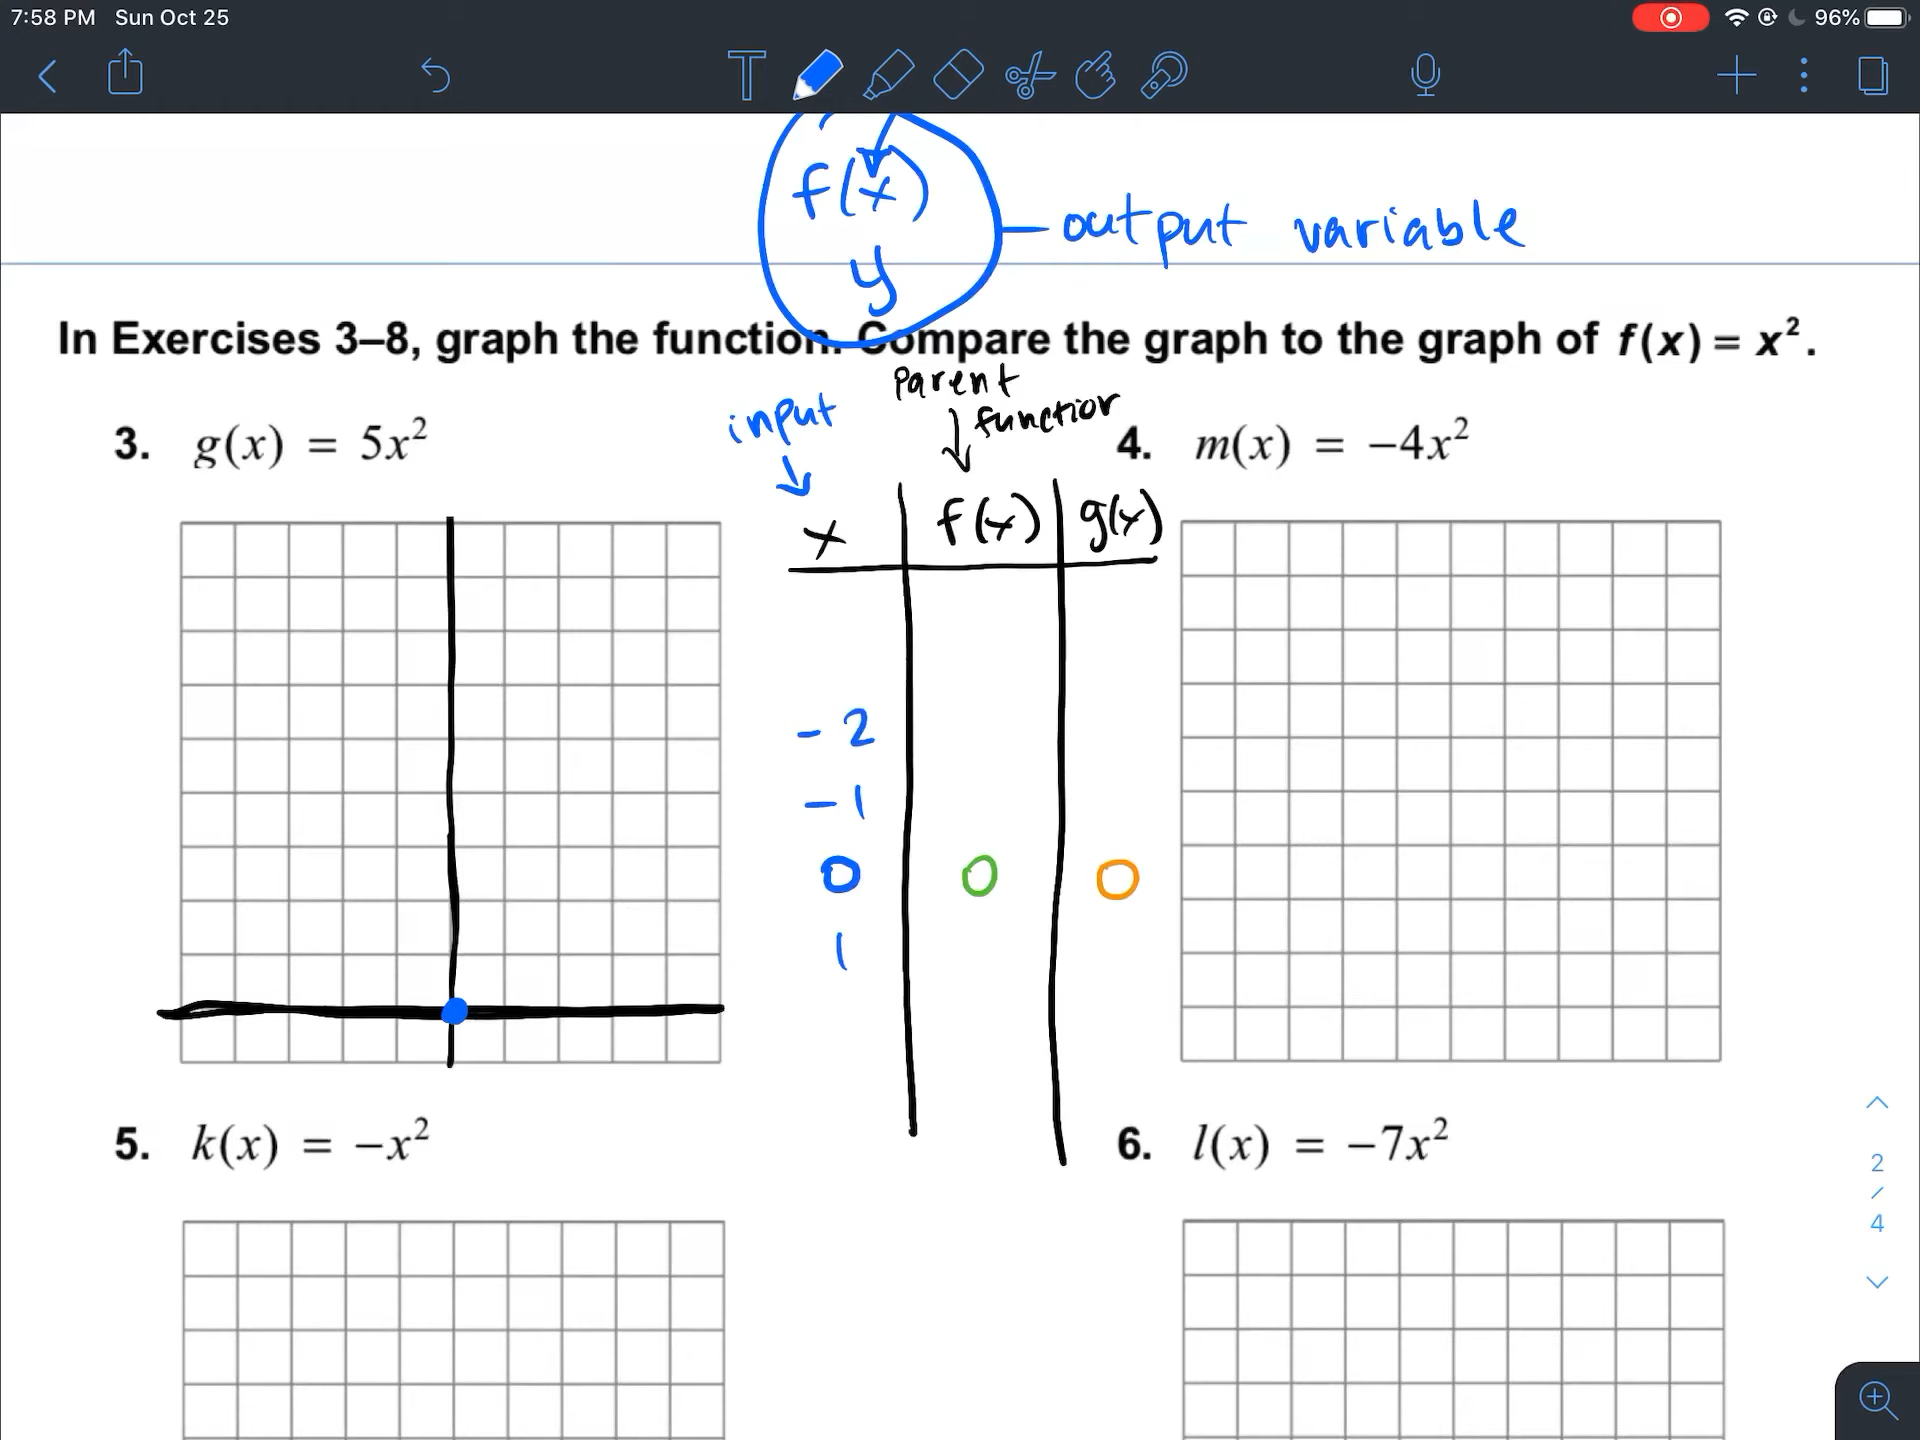 7:58 PM Sun Oct 25
96%
T
f(x)
y
output variable
In Exercises 3–8, graph the function. Compare the graph to the graph of f(x) = x².
parent
function
input
3. g(x) = 5x²
4. m(x) = −4x²
x f(x) g(x)
-2
-1
0 0 0
1
5. k(x) = −x²
6. l(x) = −7x²
2
/
4